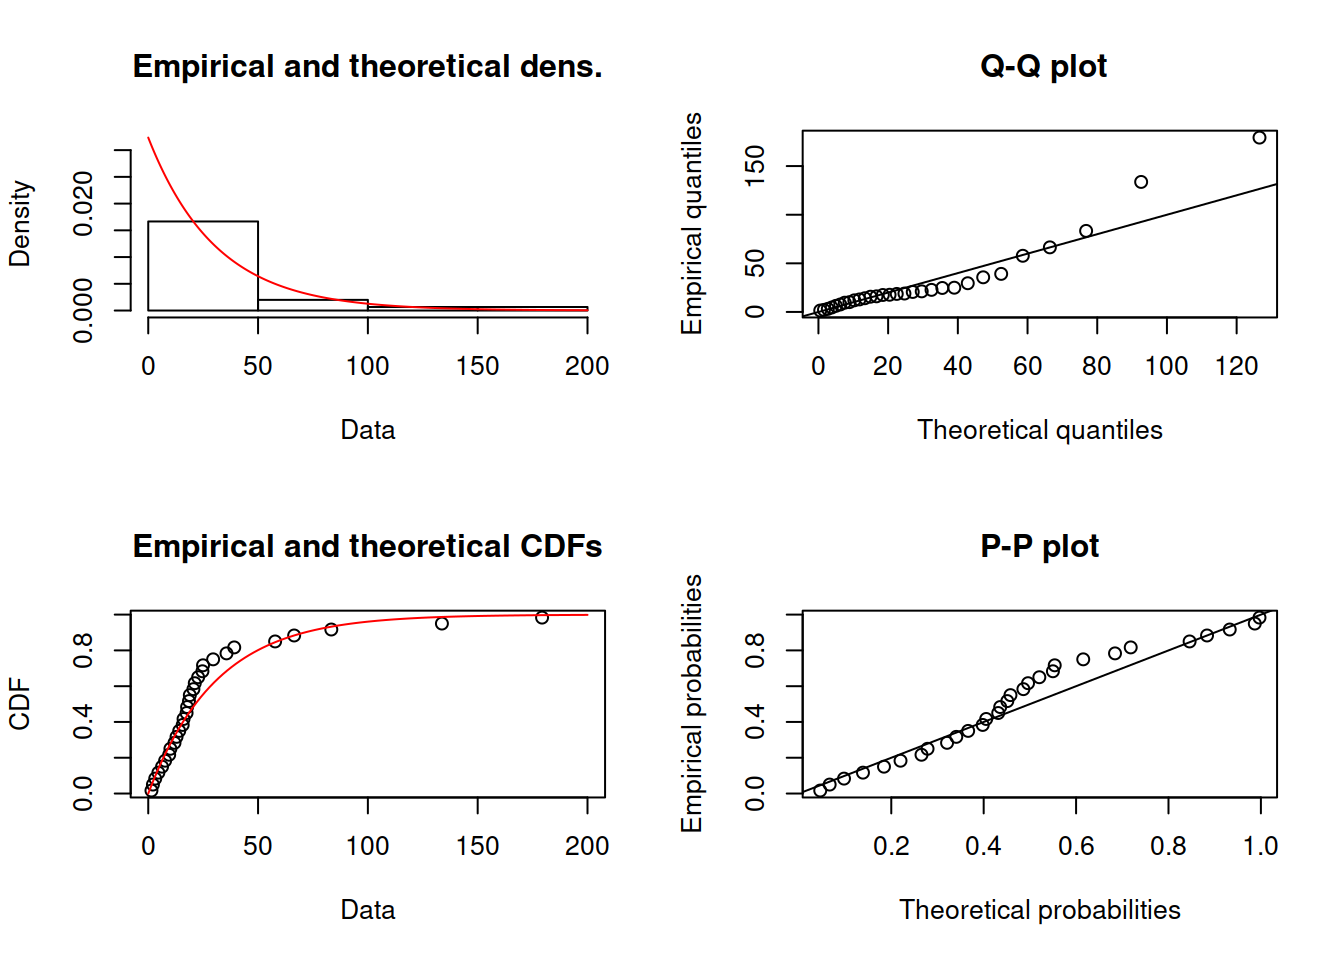 Empirical and theoretical dens.
Density
0.000
0.020
0
50
100
150
200
Data
Q-Q plot
Empirical quantiles
0
50
150
0
20
40
60
80
100
120
Theoretical quantiles
Empirical and theoretical CDFs
CDF
0.0
0.4
0.8
0
50
100
150
200
Data
P-P plot
Empirical probabilities
0.0
0.4
0.8
0.2
0.4
0.6
0.8
1.0
Theoretical probabilities